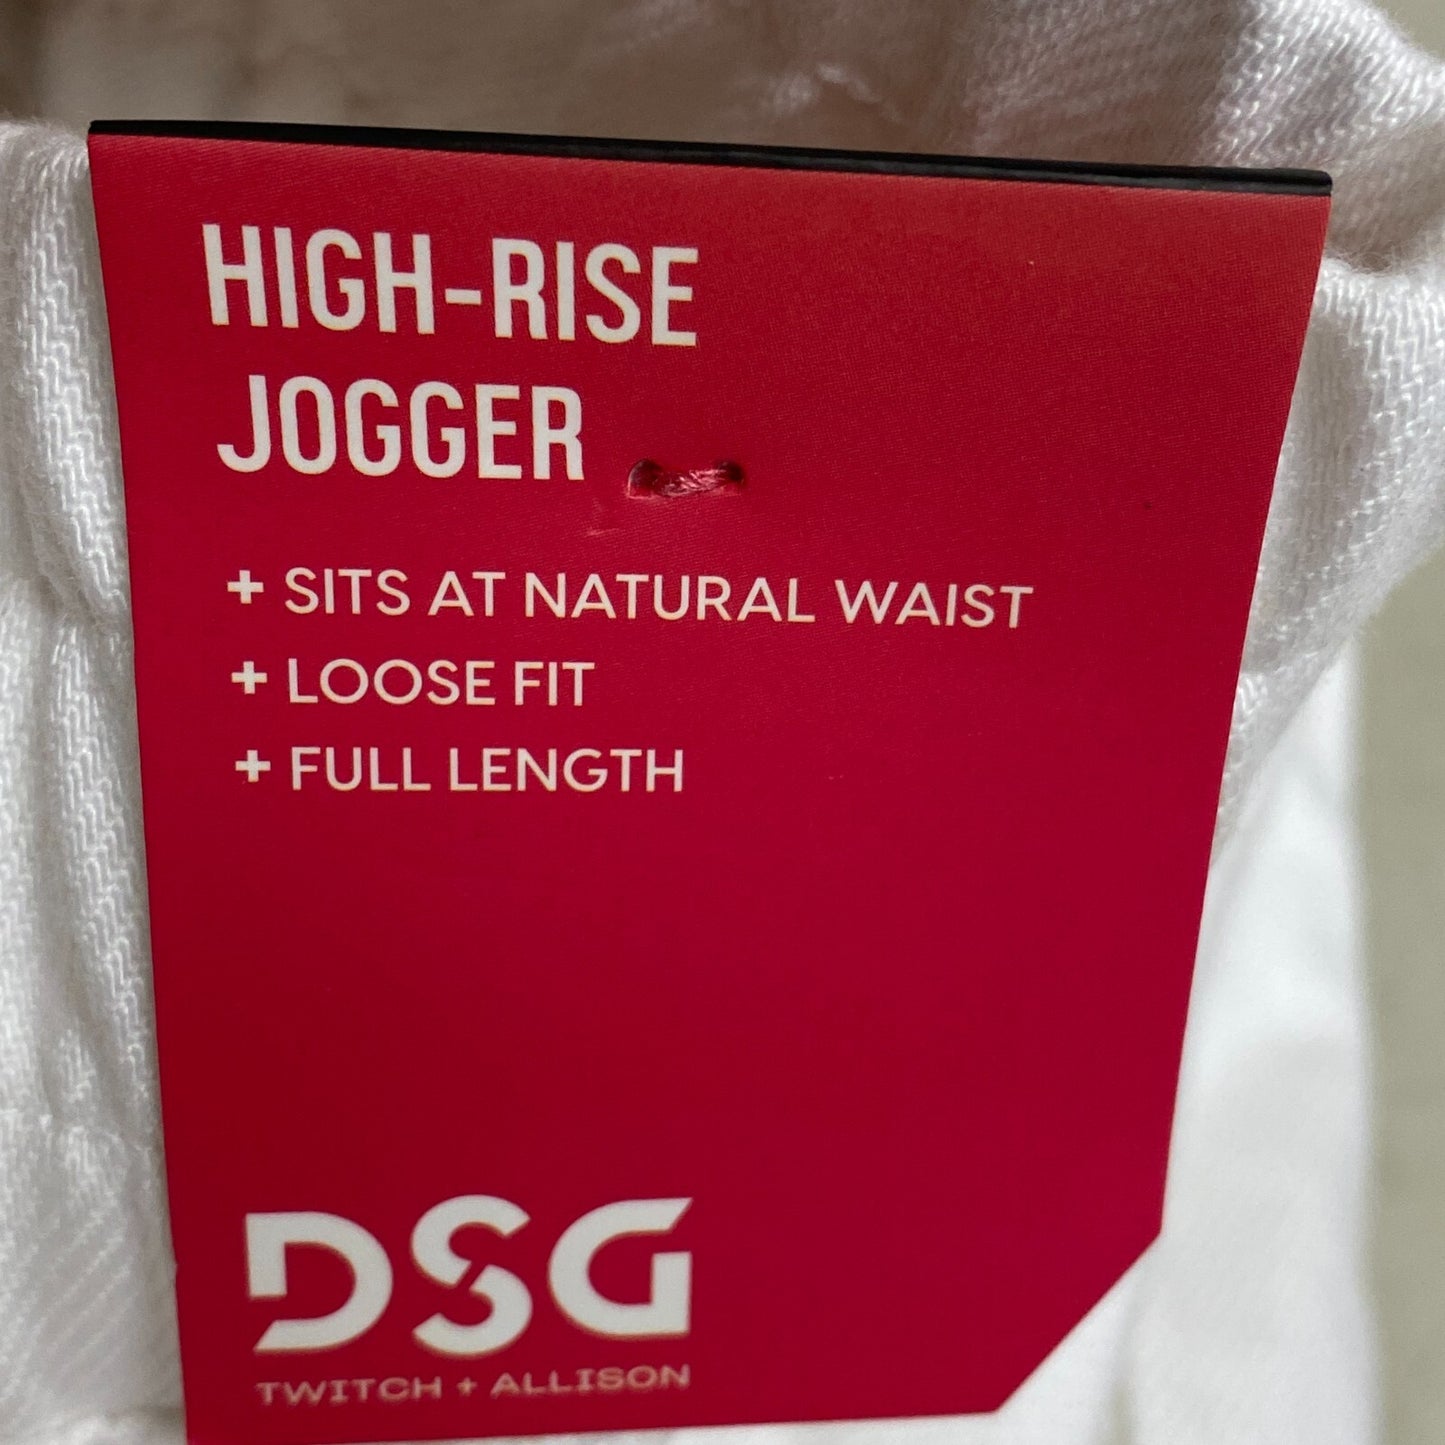 HIGH-RISE
JOGGER
+ SITS AT NATURAL WAIST
+ LOOSE FIT
+ FULL LENGTH
DSG
TWITCH + ALLISON